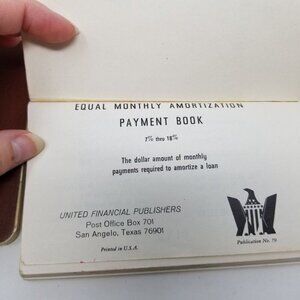 EQUAL MONTHLY AMORTIZATION
PAYMENT BOOK
7% thru 18%
The dollar amount of monthly
payments required to amortize a loan
UNITED FINANCIAL PUBLISHERS
Post Office Box 701
San Angelo, Texas 76901
Printed in U.S.A.
Publication No. 79